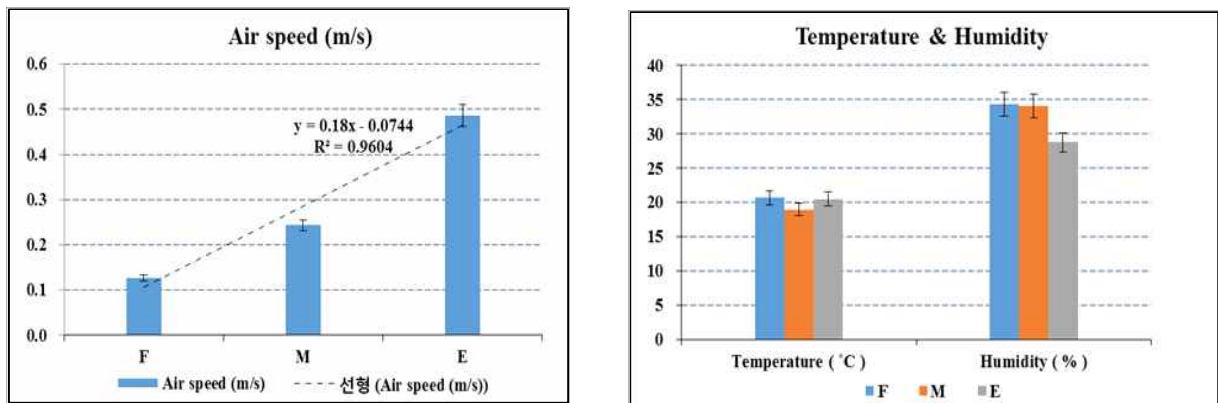 Air speed (m/s)
0.6
0.5
0.4
0.3
0.2
0.1
0.0
y = 0.18x - 0.0744
R² = 0.9604
F M E
Air speed (m/s) 선형 (Air speed (m/s))
Temperature & Humidity
40
35
30
25
20
15
10
5
0
Temperature ( ˚C ) Humidity ( % )
F M E